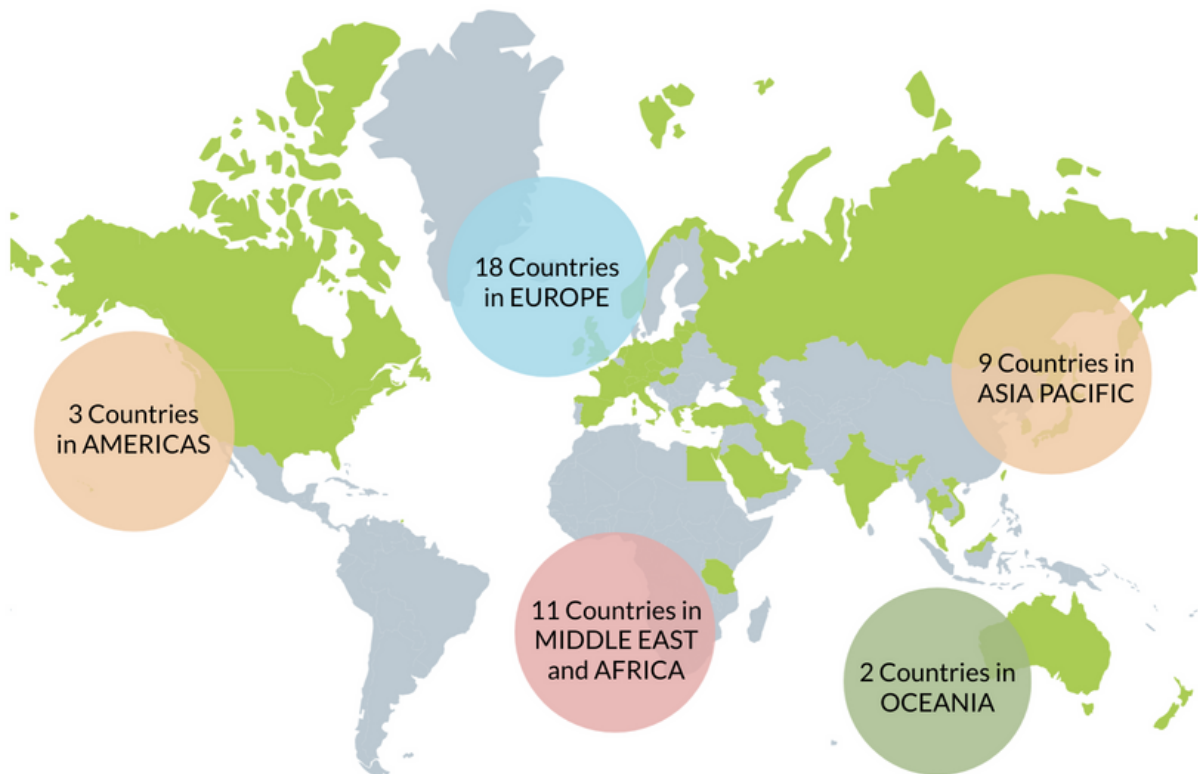 18 Countries
in EUROPE
9 Countries in
ASIA PACIFIC
3 Countries
in AMERICAS
11 Countries in
MIDDLE EAST
and AFRICA
2 Countries in
OCEANIA